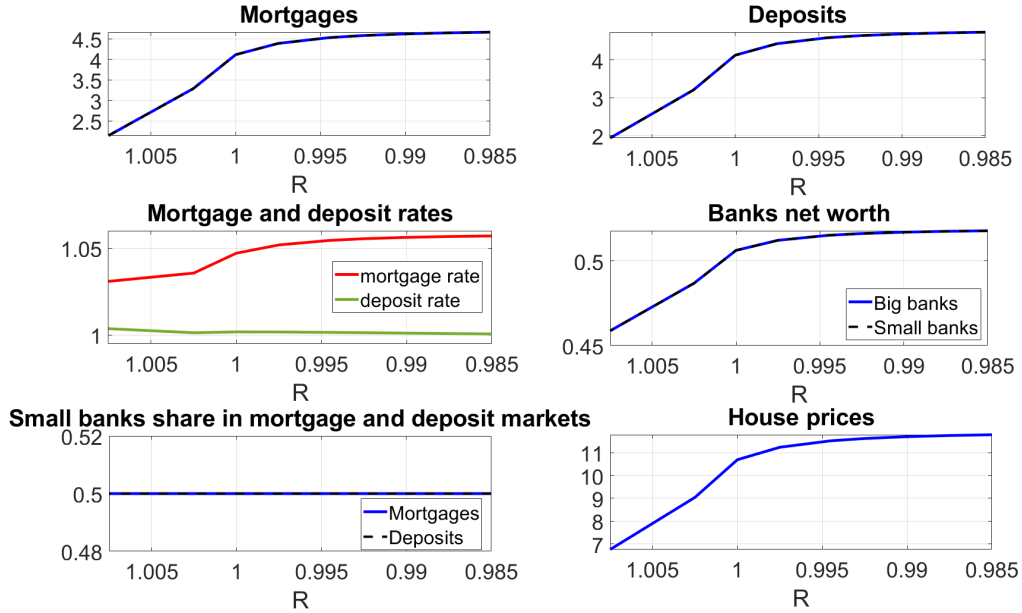 Mortgages
4.5
4
3.5
3
2.5
1.005 1 0.995 0.99 0.985
R
Deposits
4
3
2
1.005 1 0.995 0.99 0.985
R
Mortgage and deposit rates
1.05
1
mortgage rate
deposit rate
1.005 1 0.995 0.99 0.985
R
Banks net worth
0.5
0.45
Big banks
Small banks
1.005 1 0.995 0.99 0.985
R
Small banks share in mortgage and deposit markets
0.52
0.5
0.48
Mortgages
Deposits
1.005 1 0.995 0.99 0.985
R
House prices
11
10
9
8
7
1.005 1 0.995 0.99 0.985
R